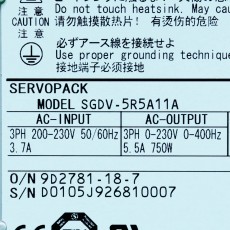 Do not touch heatsink. May cau
注意 请勿触摸散热片！有烫伤的危险
必ずアース線を接続せよ
Use proper grounding technique
接地端子必须接地
SERVOPACK
MODEL SGDV-5R5A11A
AC-INPUT AC-OUTPUT
3PH 200-230V 50/60Hz 3PH 0-230V 0-400Hz
3.7A 5.5A 750W
O/N 9D2781-18-7
S/N D0105J926810007